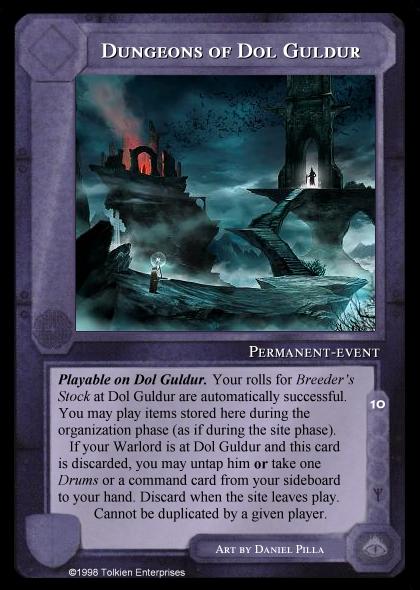 Dungeons of Dol Guldur
Permanent-event
Playable on Dol Guldur. Your rolls for Breeder's
Stock at Dol Guldur are automatically successful.
You may play items stored here during the
organization phase (as if during the site phase).
If your Warlord is at Dol Guldur and this card
is discarded, you may untap him or take one
Drums or a command card from your sideboard
to your hand. Discard when the site leaves play.
Cannot be duplicated by a given player.
10
Art by Daniel Pilla
©1998 Tolkien Enterprises